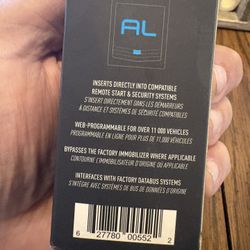 AL
INSERTS DIRECTLY INTO COMPATIBLE
REMOTE START & SECURITY SYSTEMS
S'INSERT DIRECTEMENT DANS LES DÉMARREURS
À DISTANCE ET SYSTÈMES DE SÉCURITÉ COMPATIBLES
WEB-PROGRAMMABLE FOR OVER 11 000 VEHICLES
PROGRAMMABLE EN LIGNE POUR PLUS DE 11,000 VÉHICULES
BYPASSES THE FACTORY IMMOBILIZER WHERE APPLICABLE
CONTOURNE L'IMMOBILISATEUR D'ORIGINE OU APPLICABLE
INTERFACES WITH FACTORY DATABUS SYSTEMS
S'INTÈGRE AVEC SYSTÈMES DE BUS DE DONNÉES D'ORIGINE
6 27780 00552 2